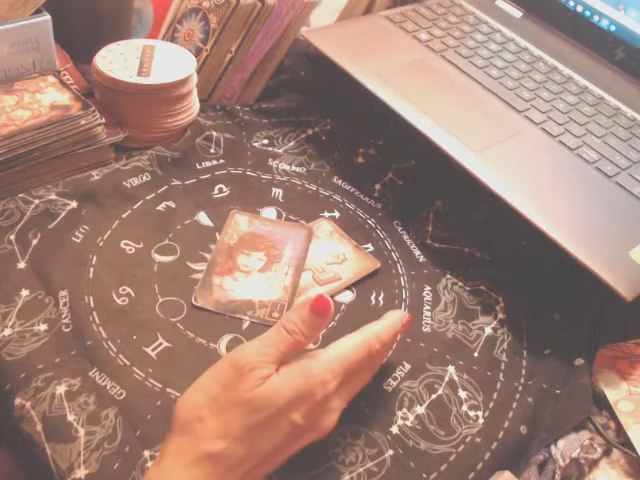 LIBRA
SCORPIO
VIRGO
SAGITTARIUS
LEO
CAPRICORN
CANCER
AQUARIUS
GEMINI
PISCES